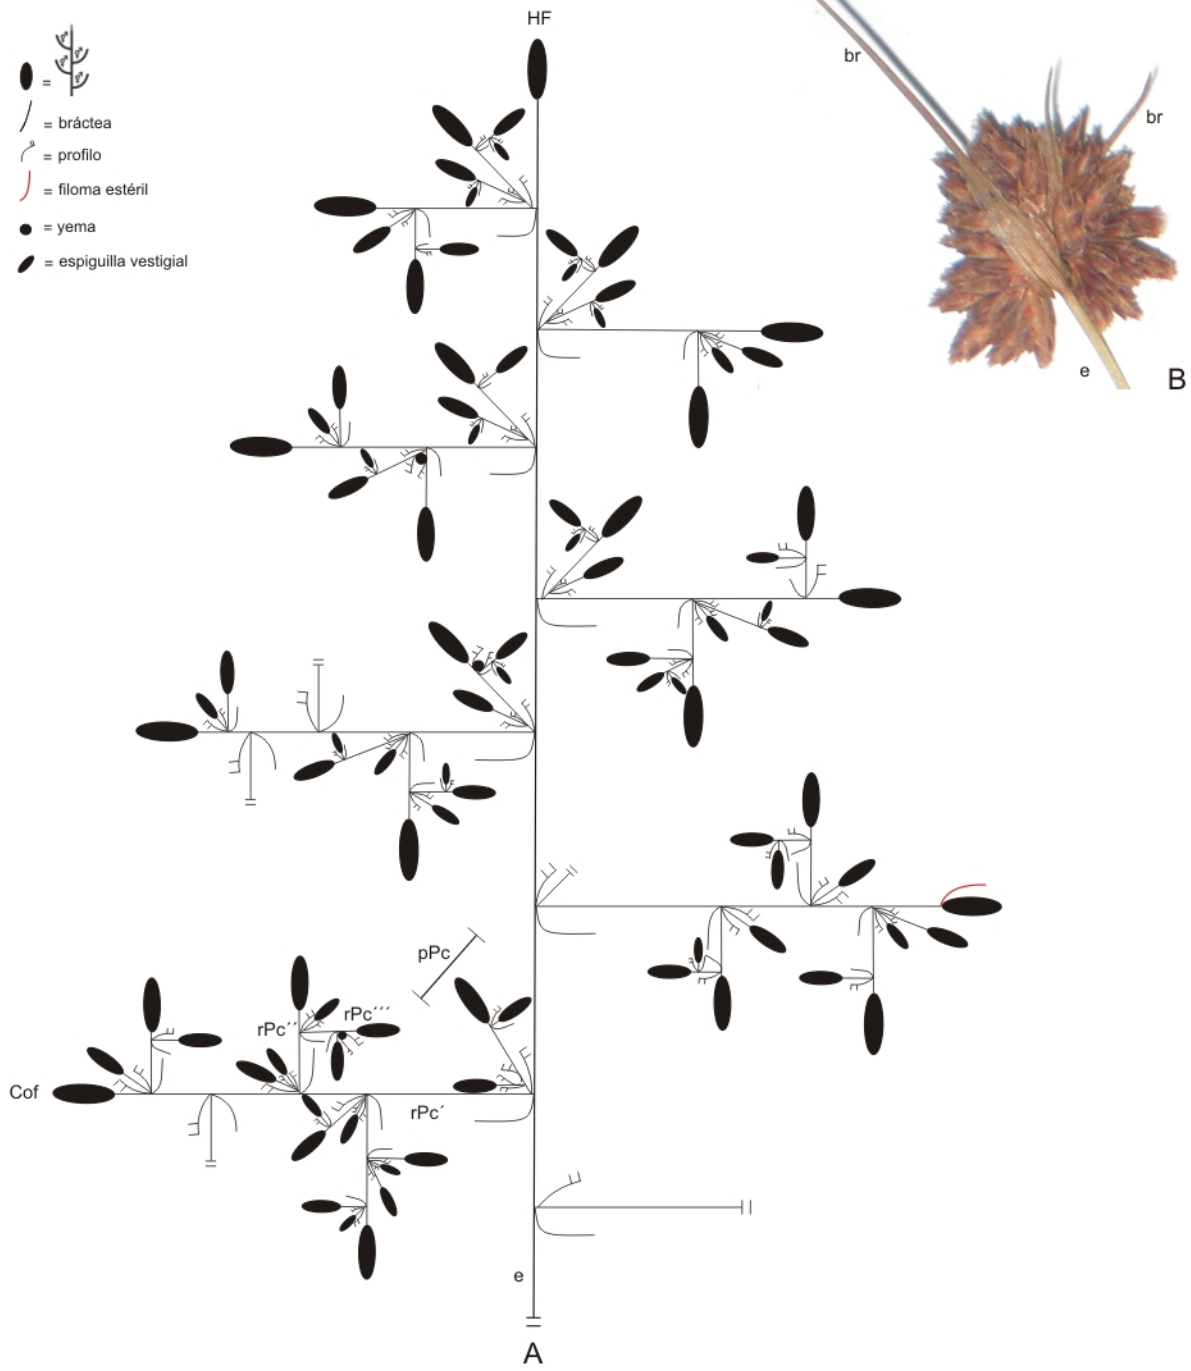 HF
=
= bráctea
= profilo
= filoma estéril
= yema
= espiguilla vestigial
br
br
e
B
pPc
rPc´´
rPc´´´
Cof
rPc´
e
A